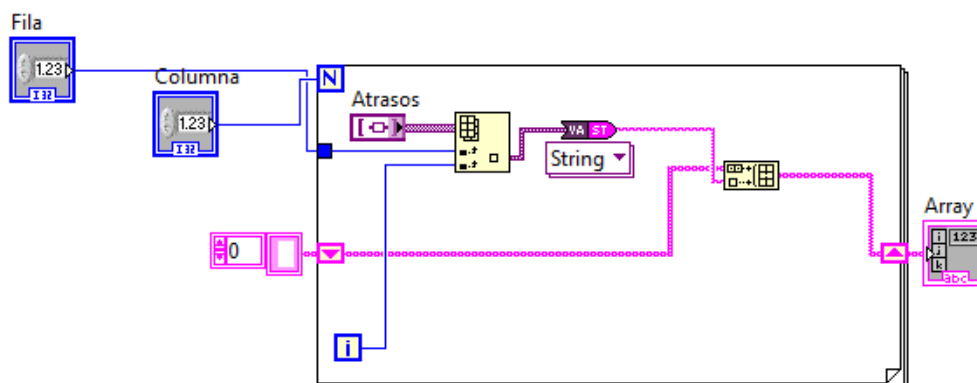 Fila
1.23
I32
Columna
1.23
I32
N
Atrasos
VA ST
String
0
i
Array
i 123
j
k
abc